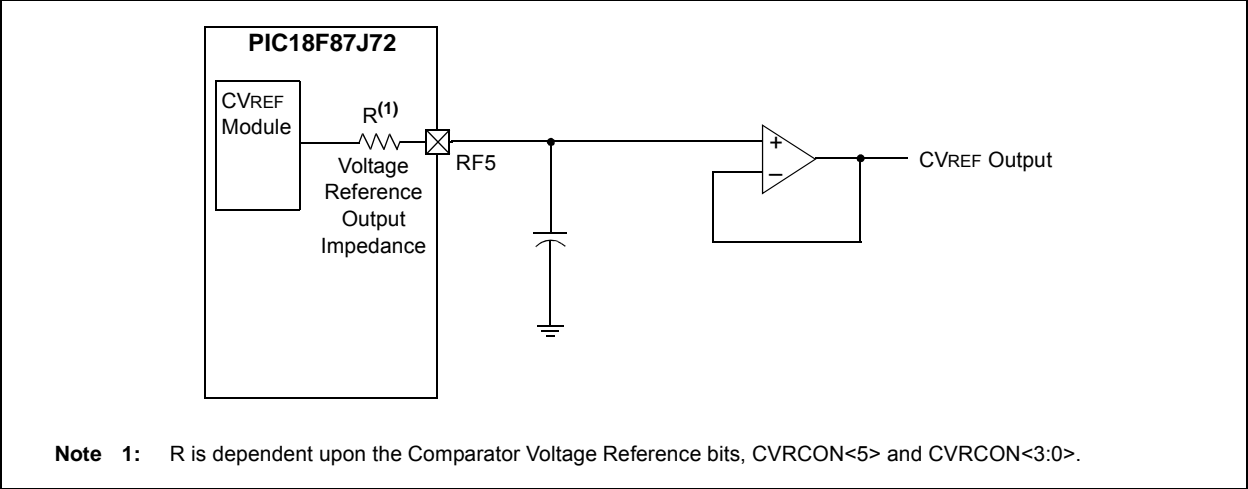 PIC18F87J72
CVREF
Module
R(1)
Voltage
Reference
Output
Impedance
RF5
+
–
CVREF Output
Note 1: R is dependent upon the Comparator Voltage Reference bits, CVRCON<5> and CVRCON<3:0>.